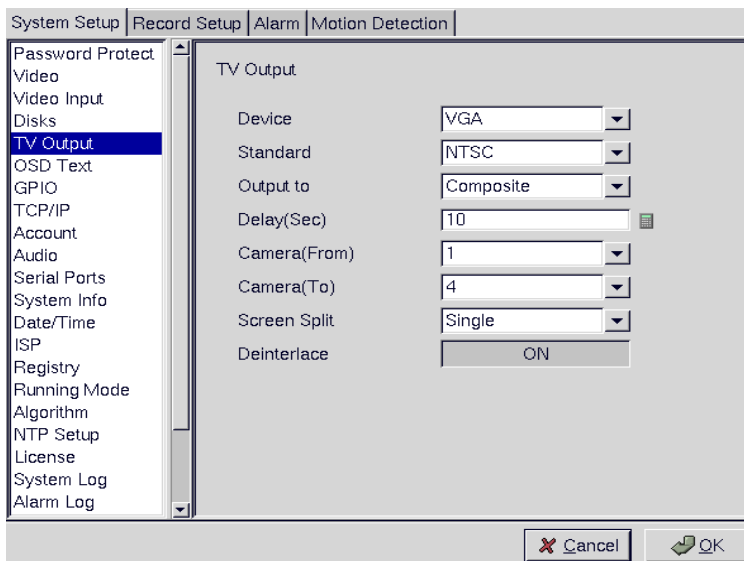 System Setup Record Setup Alarm Motion Detection
Password Protect
Video
Video Input
Disks
TV Output
OSD Text
GPIO
TCP/IP
Account
Audio
Serial Ports
System Info
Date/Time
ISP
Registry
Running Mode
Algorithm
NTP Setup
License
System Log
Alarm Log
TV Output
Device VGA
Standard NTSC
Output to Composite
Delay(Sec) 10
Camera(From) 1
Camera(To) 4
Screen Split Single
Deinterlace ON
Cancel OK